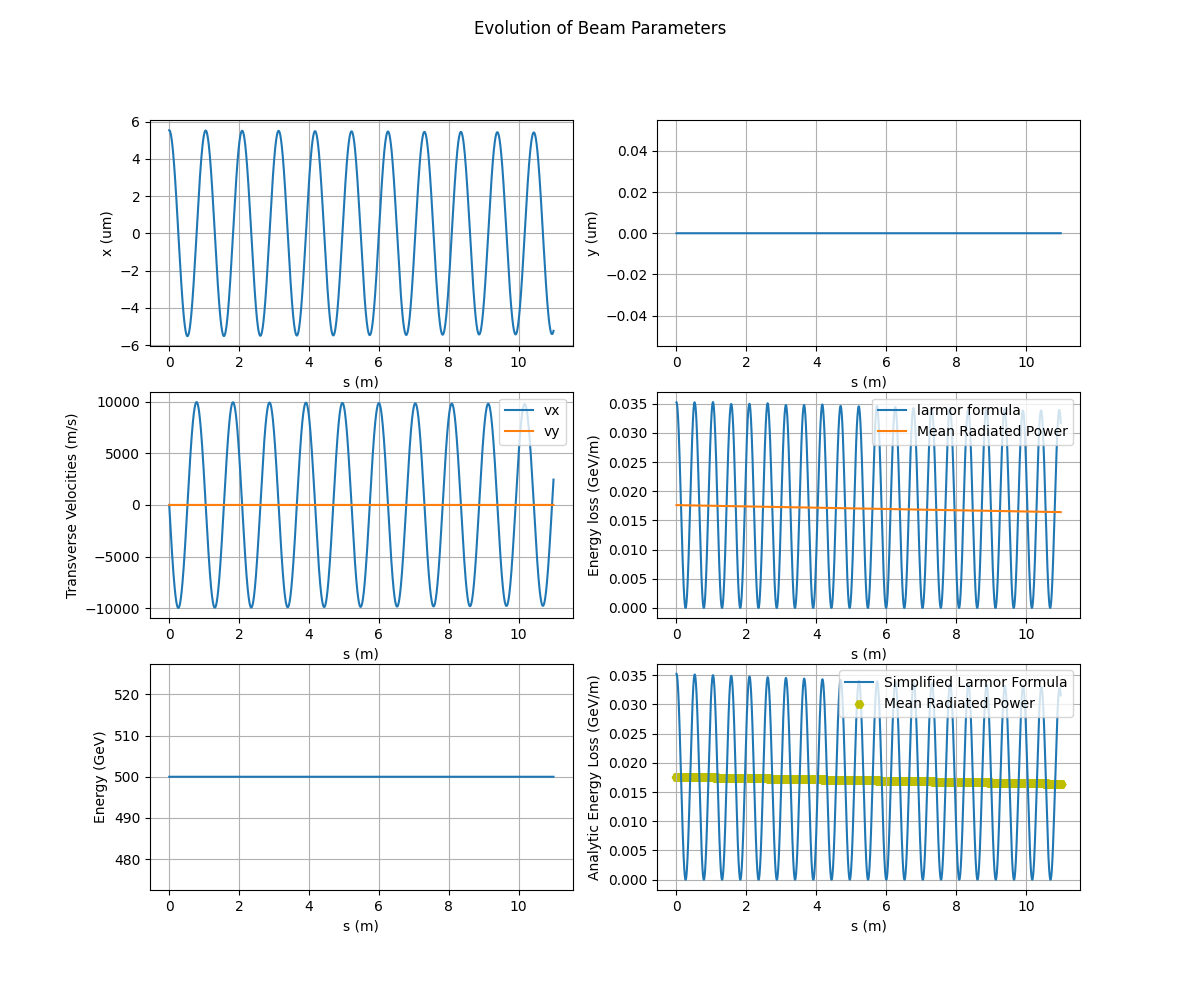 Evolution of Beam Parameters
6
4
2
0
−2
−4
−6
x (um)
0 2 4 6 8 10
s (m)
0.04
0.02
0.00
−0.02
−0.04
y (um)
0 2 4 6 8 10
s (m)
10000
5000
0
−5000
−10000
Transverse Velocities (m/s)
vx
vy
0 2 4 6 8 10
s (m)
0.035
0.030
0.025
0.020
0.015
0.010
0.005
0.000
Energy loss (GeV/m)
larmor formula
Mean Radiated Power
0 2 4 6 8 10
s (m)
520
510
500
490
480
Energy (GeV)
0 2 4 6 8 10
s (m)
0.035
0.030
0.025
0.020
0.015
0.010
0.005
0.000
Analytic Energy Loss (GeV/m)
Simplified Larmor Formula
Mean Radiated Power
0 2 4 6 8 10
s (m)